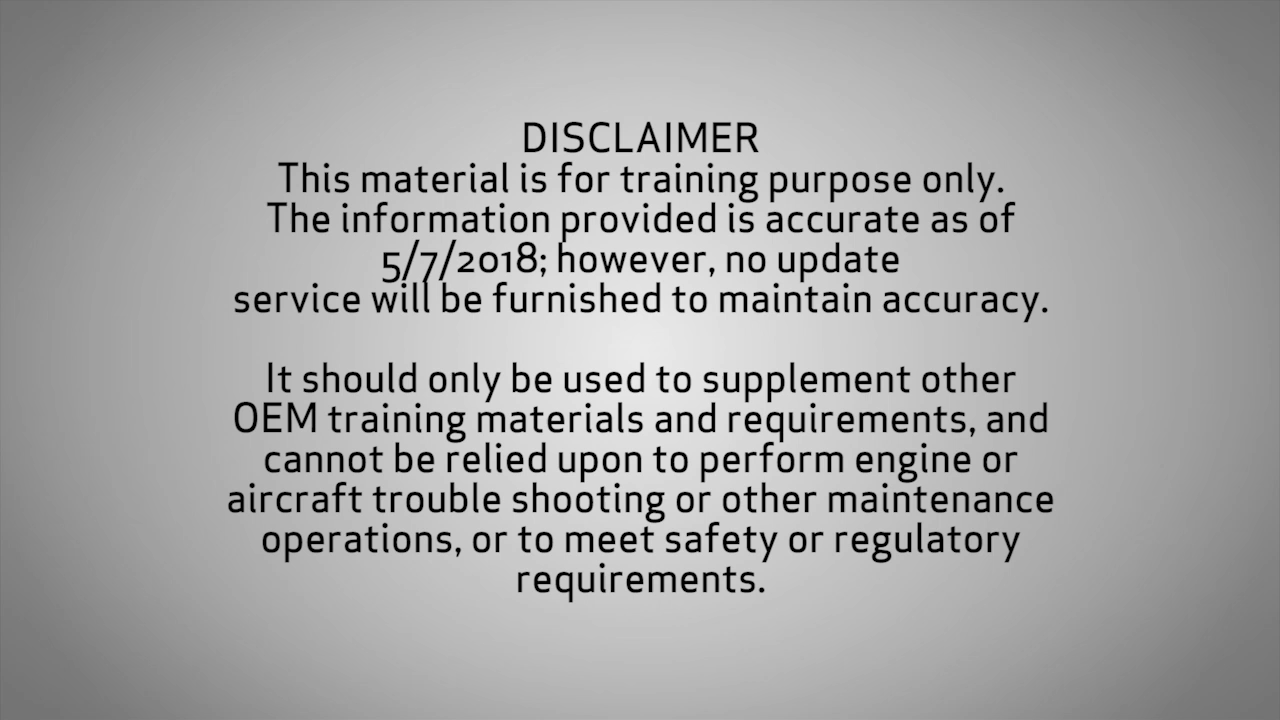 DISCLAIMER
This material is for training purpose only.
The information provided is accurate as of
5/7/2018; however, no update
service will be furnished to maintain accuracy.
It should only be used to supplement other
OEM training materials and requirements, and
cannot be relied upon to perform engine or
aircraft trouble shooting or other maintenance
operations, or to meet safety or regulatory
requirements.